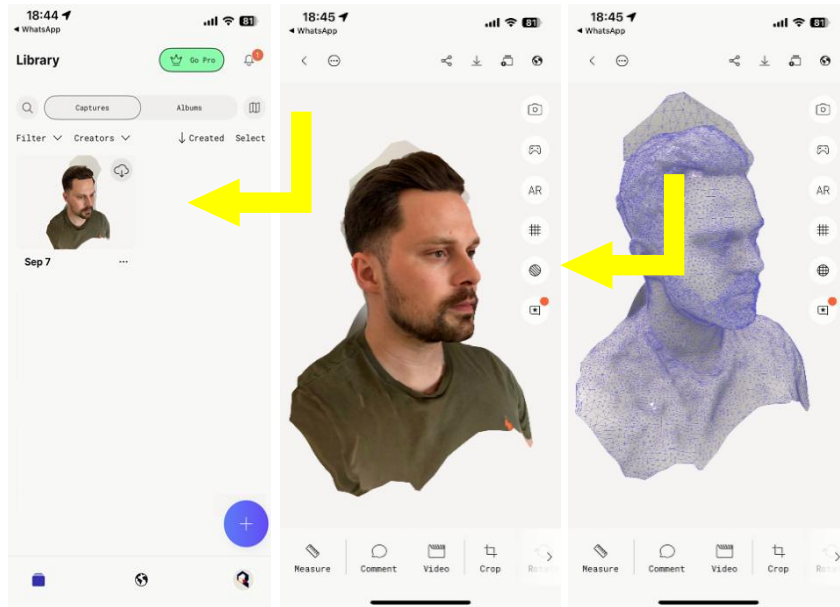 18:44
81
◀ WhatsApp
Library
Go Pro
1
Captures
Albums
Filter
Creators
↓ Created
Select
Sep 7
...
18:45
81
◀ WhatsApp
AR
Measure
Comment
Video
Crop
18:45
81
◀ WhatsApp
AR
Measure
Comment
Video
Crop